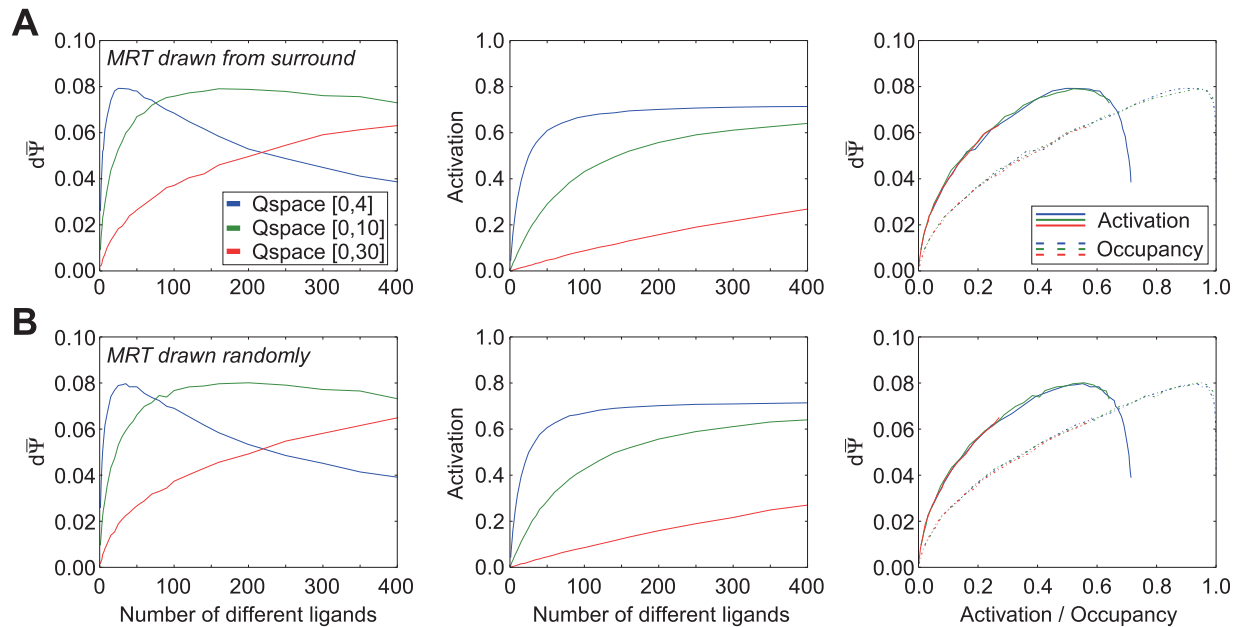 A
MRT drawn from surround
dΨ̅
0.10
0.08
0.06
0.04
0.02
0.00
0 100 200 300 400
Qspace [0,4]
Qspace [0,10]
Qspace [0,30]
Activation
1.0
0.8
0.6
0.4
0.2
0.0
0 100 200 300 400
dΨ̅
0.10
0.08
0.06
0.04
0.02
0.00
0.0 0.2 0.4 0.6 0.8 1.0
Activation
Occupancy
B
MRT drawn randomly
dΨ̅
0.10
0.08
0.06
0.04
0.02
0.00
0 100 200 300 400
Number of different ligands
Activation
1.0
0.8
0.6
0.4
0.2
0.0
0 100 200 300 400
Number of different ligands
dΨ̅
0.10
0.08
0.06
0.04
0.02
0.00
0.0 0.2 0.4 0.6 0.8 1.0
Activation / Occupancy